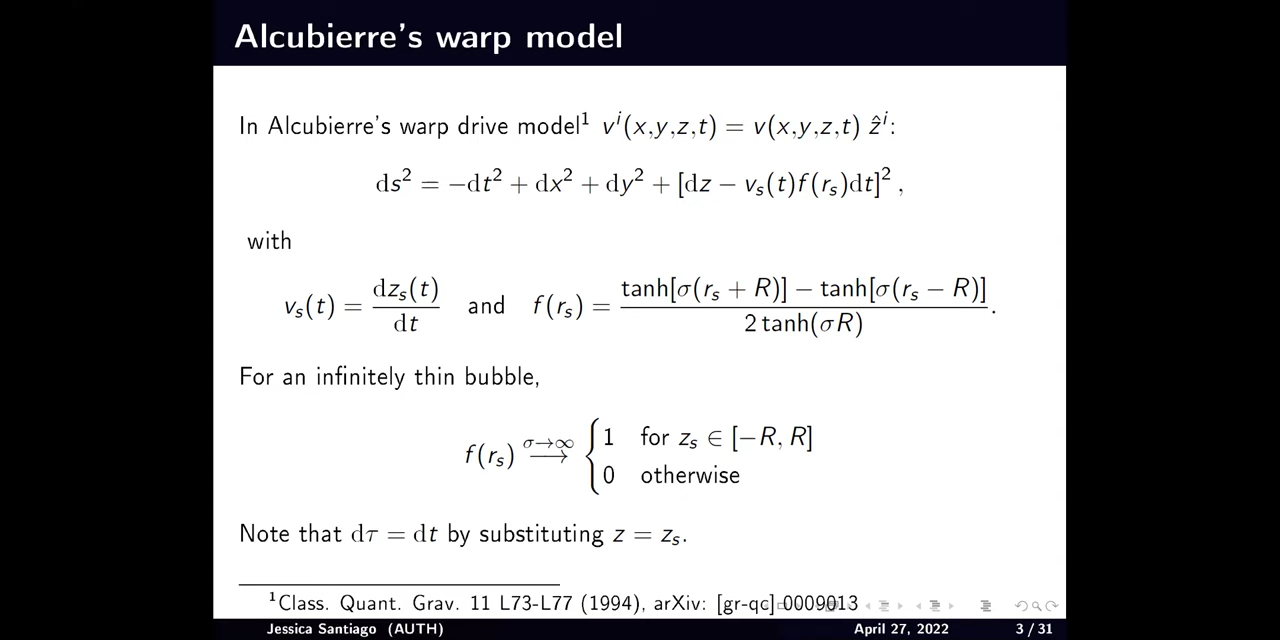 Alcubierre's warp model
In Alcubierre's warp drive model¹ vⁱ(x,y,z,t) = v(x,y,z,t) ẑⁱ:
ds² = −dt² + dx² + dy² + [dz − vₛ(t)f(rₛ)dt]² ,
with
vₛ(t) = dzₛ(t)/dt and f(rₛ) = tanh[σ(rₛ + R)] − tanh[σ(rₛ − R)] / 2 tanh(σR) .
For an infinitely thin bubble,
f(rₛ) σ→∞ ⟶ { 1 for zₛ ∈ [−R, R]
0 otherwise
Note that dτ = dt by substituting z = zₛ.
¹Class. Quant. Grav. 11 L73-L77 (1994), arXiv: [gr-qc] 0009013
Jessica Santiago (AUTH) April 27, 2022 3 / 31